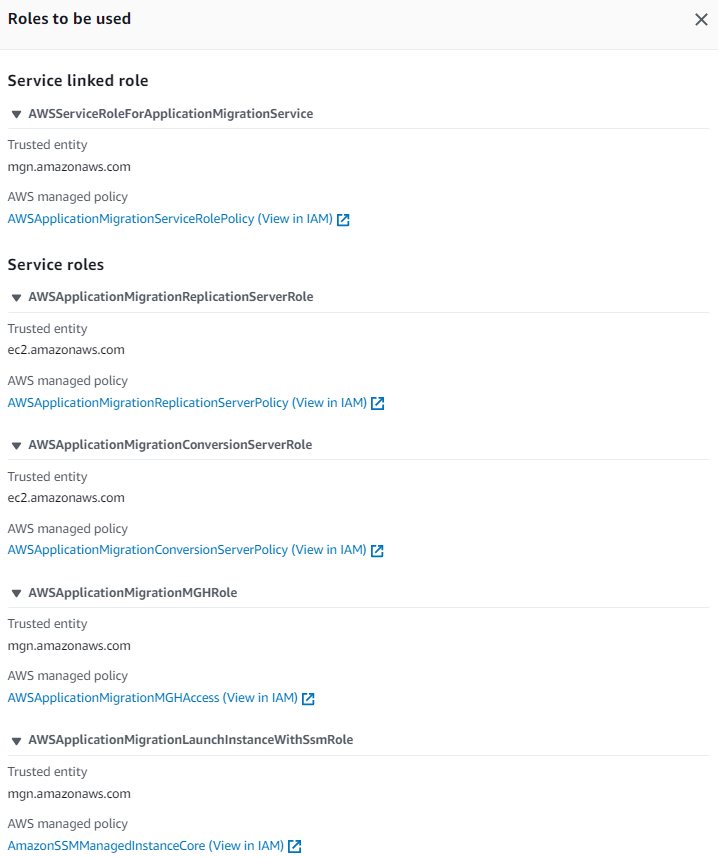 Roles to be used
Service linked role
AWSServiceRoleForApplicationMigrationService
Trusted entity
mgn.amazonaws.com
AWS managed policy
AWSApplicationMigrationServiceRolePolicy (View in IAM)
Service roles
AWSApplicationMigrationReplicationServerRole
Trusted entity
ec2.amazonaws.com
AWS managed policy
AWSApplicationMigrationReplicationServerPolicy (View in IAM)
AWSApplicationMigrationConversionServerRole
Trusted entity
ec2.amazonaws.com
AWS managed policy
AWSApplicationMigrationConversionServerPolicy (View in IAM)
AWSApplicationMigrationMGHRole
Trusted entity
mgn.amazonaws.com
AWS managed policy
AWSApplicationMigrationMGHAccess (View in IAM)
AWSApplicationMigrationLaunchInstanceWithSsmRole
Trusted entity
mgn.amazonaws.com
AWS managed policy
AmazonSSMManagedInstanceCore (View in IAM)